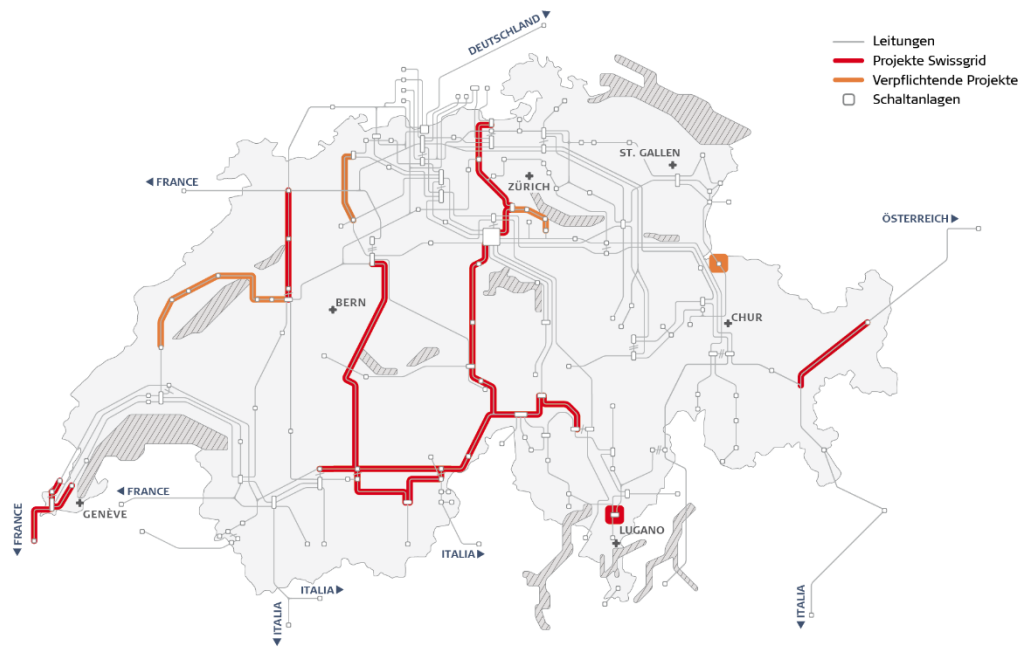 DEUTSCHLAND
Leitungen
Projekte Swissgrid
Verpflichtende Projekte
Schaltanlagen
ST. GALLEN
FRANCE
ZÜRICH
ÖSTERREICH
BERN
CHUR
FRANCE
GENÈVE
FRANCE
LUGANO
ITALIA
ITALIA
ITALIA
ITALIA